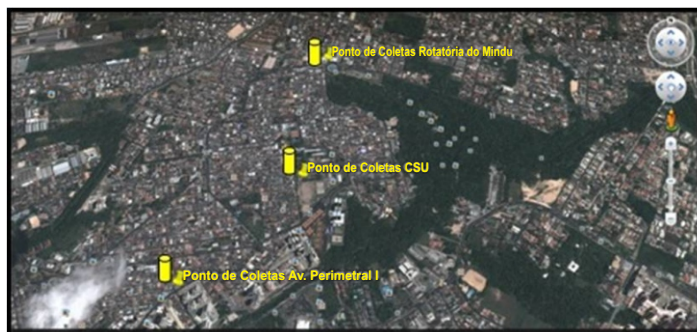 Ponto de Coletas Rotatória do Mindu
Ponto de Coletas CSU
Ponto de Coletas Av. Perimetral I